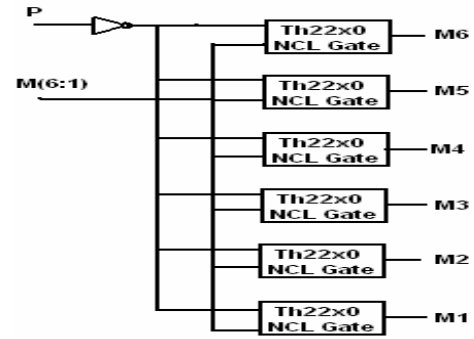 P
Th22x0
NCL Gate
M6
M(6:1)
Th22x0
NCL Gate
M5
Th22x0
NCL Gate
M4
Th22x0
NCL Gate
M3
Th22x0
NCL Gate
M2
Th22x0
NCL Gate
M1